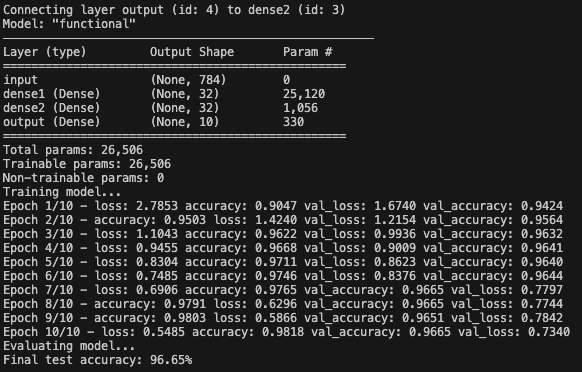 Connecting layer output (id: 4) to dense2 (id: 3)
Model: "functional"
Layer (type) Output Shape Param #
=================================================
input (None, 784) 0
dense1 (Dense) (None, 32) 25,120
dense2 (Dense) (None, 32) 1,056
output (Dense) (None, 10) 330
=================================================
Total params: 26,506
Trainable params: 26,506
Non-trainable params: 0
Training model...
Epoch 1/10 - loss: 2.7853 accuracy: 0.9047 val_loss: 1.6740 val_accuracy: 0.9424
Epoch 2/10 - accuracy: 0.9503 loss: 1.4240 val_loss: 1.2154 val_accuracy: 0.9564
Epoch 3/10 - loss: 1.1043 accuracy: 0.9622 val_loss: 0.9936 val_accuracy: 0.9632
Epoch 4/10 - loss: 0.9455 accuracy: 0.9668 val_loss: 0.9009 val_accuracy: 0.9641
Epoch 5/10 - loss: 0.8304 accuracy: 0.9711 val_loss: 0.8623 val_accuracy: 0.9640
Epoch 6/10 - loss: 0.7485 accuracy: 0.9746 val_loss: 0.8376 val_accuracy: 0.9644
Epoch 7/10 - loss: 0.6906 accuracy: 0.9765 val_accuracy: 0.9665 val_loss: 0.7797
Epoch 8/10 - accuracy: 0.9791 loss: 0.6296 val_accuracy: 0.9665 val_loss: 0.7744
Epoch 9/10 - accuracy: 0.9803 loss: 0.5866 val_accuracy: 0.9651 val_loss: 0.7842
Epoch 10/10 - loss: 0.5485 accuracy: 0.9818 val_accuracy: 0.9665 val_loss: 0.7340
Evaluating model...
Final test accuracy: 96.65%